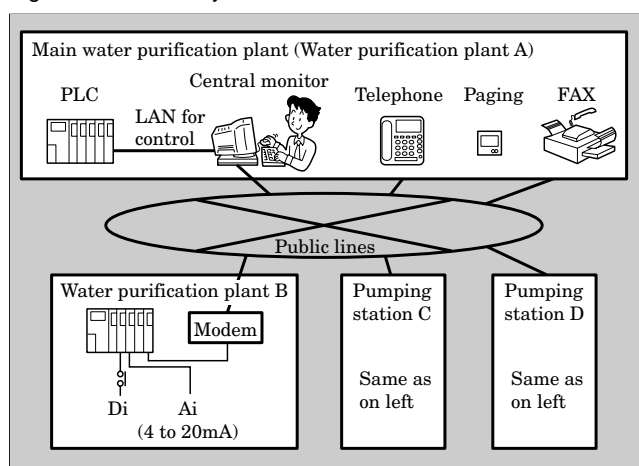 Main water purification plant (Water purification plant A)
Central monitor
PLC
Telephone
Paging
FAX
LAN for
control
Public lines
Water purification plant B
Modem
Di
Ai
(4 to 20mA)
Pumping
station C
Same as
on left
Pumping
station D
Same as
on left